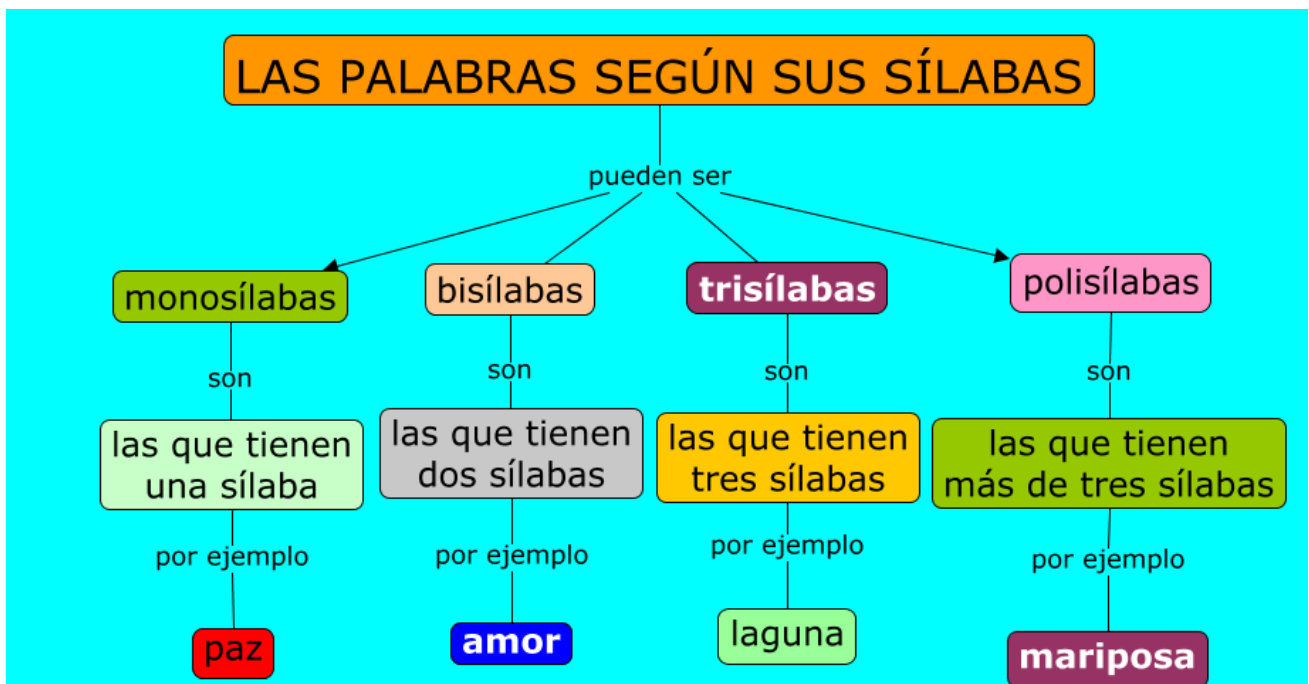 LAS PALABRAS SEGÚN SUS SÍLABAS
pueden ser
monosílabas
bisílabas
trisílabas
polisílabas
son
son
son
son
las que tienen
una sílaba
las que tienen
dos sílabas
las que tienen
tres sílabas
las que tienen
más de tres sílabas
por ejemplo
por ejemplo
por ejemplo
por ejemplo
paz
amor
laguna
mariposa